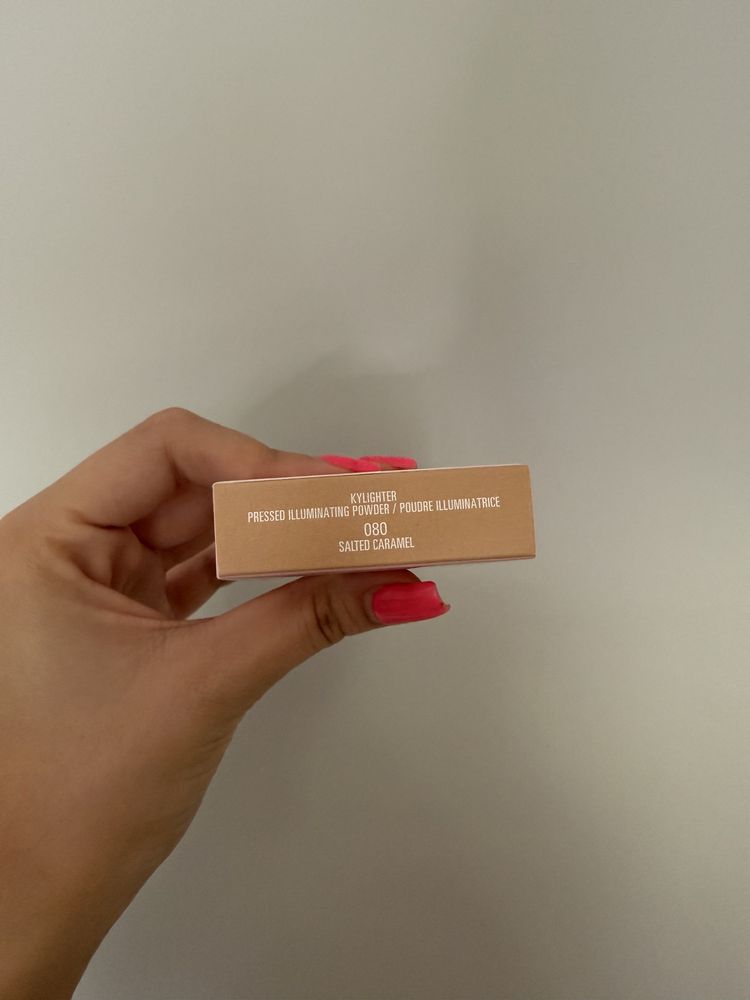 KYLIGHTER
PRESSED ILLUMINATING POWDER / POUDRE ILLUMINATRICE
080
SALTED CARAMEL